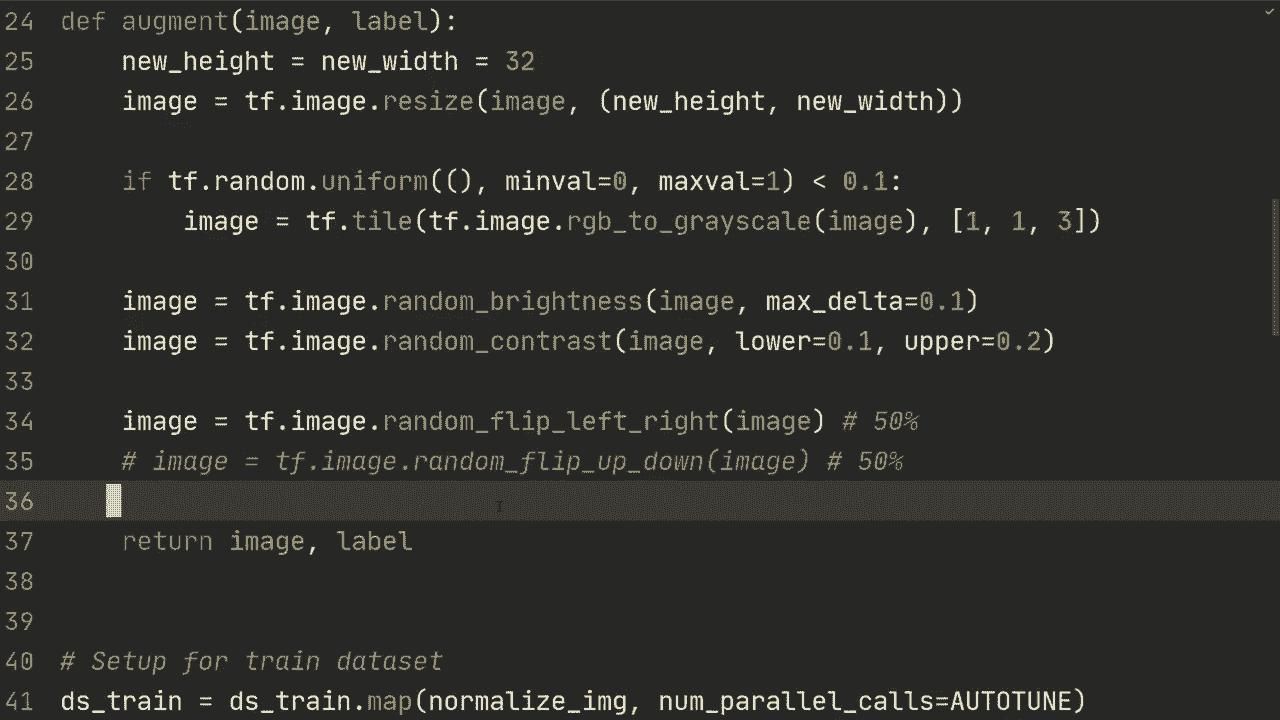 24 def augment(image, label):
25     new_height = new_width = 32
26     image = tf.image.resize(image, (new_height, new_width))
27
28     if tf.random.uniform((), minval=0, maxval=1) < 0.1:
29         image = tf.tile(tf.image.rgb_to_grayscale(image), [1, 1, 3])
30
31     image = tf.image.random_brightness(image, max_delta=0.1)
32     image = tf.image.random_contrast(image, lower=0.1, upper=0.2)
33
34     image = tf.image.random_flip_left_right(image) # 50%
35     # image = tf.image.random_flip_up_down(image) # 50%
36
37     return image, label
38
39
40 # Setup for train dataset
41 ds_train = ds_train.map(normalize_img, num_parallel_calls=AUTOTUNE)